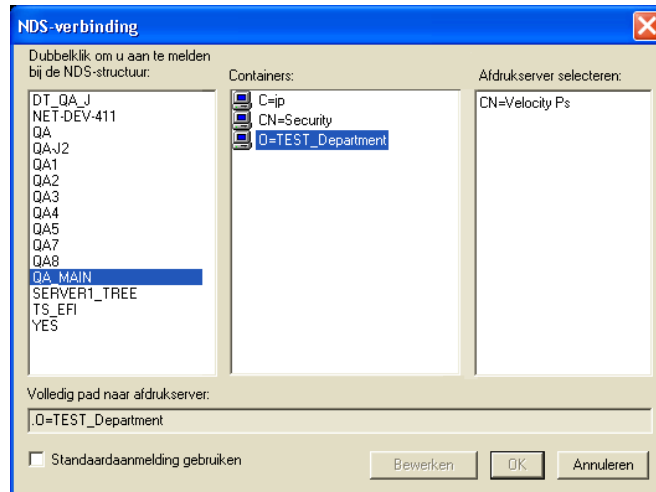 NDS-verbinding
Dubbelklik om u aan te melden
bij de NDS-structuur:
Containers:
Afdrukserver selecteren:
DT_QA_J
NET-DEV-411
QA
QA-J2
QA1
QA2
QA3
QA4
QA5
QA7
QA8
QA_MAIN
SERVER1_TREE
TS_EFI
YES
C=jp
CN=Security
O=TEST_Department
CN=Velocity Ps
Volledig pad naar afdrukserver:
.O=TEST_Department
Standaardaanmelding gebruiken
Bewerken
OK
Annuleren